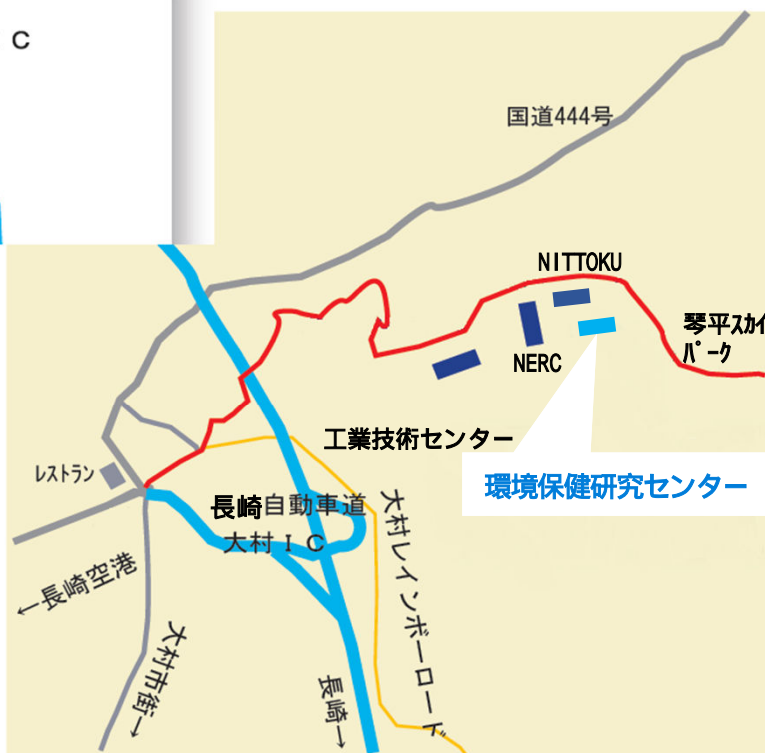 C
国道444号
NITTOKU
琴平スカイ
パーク
NERC
工業技術センター
レストラン
環境保健研究センター
長崎自動車道
大村IC
大村レインボーロード
←長崎空港
大村市街→
長崎→